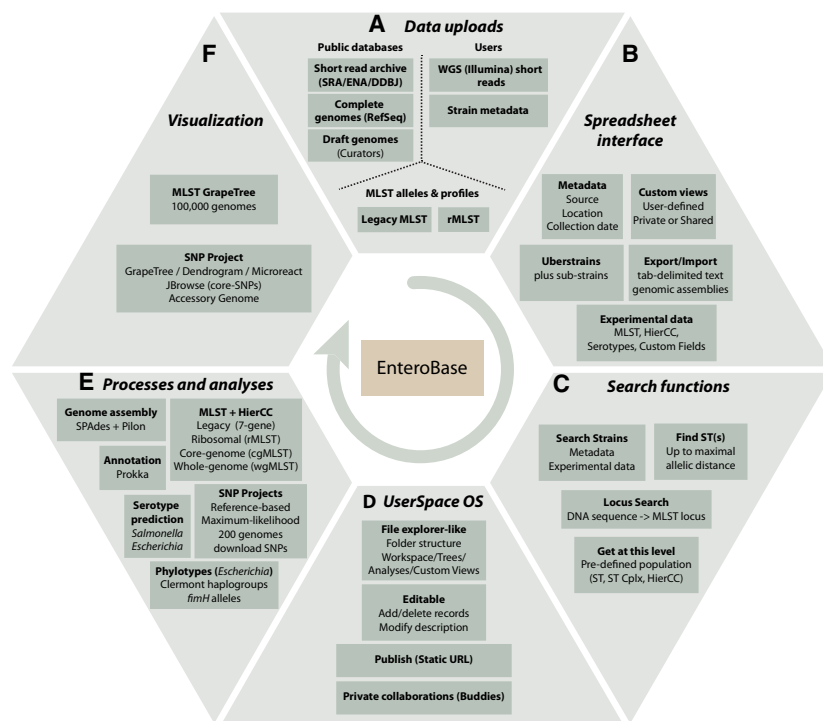 A Data uploads
Public databases
Short read archive
(SRA/ENA/DDBJ)
Complete
genomes (RefSeq)
Draft genomes
(Curators)
Users
WGS (Illumina) short
reads
Strain metadata
MLST alleles & profiles
Legacy MLST
rMLST
B
Spreadsheet
interface
Metadata
Source
Location
Collection date
Custom views
User-defined
Private or Shared
Uberstrains
plus sub-strains
Export/Import
tab-delimited text
genomic assemblies
Experimental data
MLST, HierCC,
Serotypes, Custom Fields
C Search functions
Search Strains
Metadata
Experimental data
Find ST(s)
Up to maximal
allelic distance
Locus Search
DNA sequence -> MLST locus
Get at this level
Pre-defined population
(ST, ST Cplx, HierCC)
D UserSpace OS
File explorer-like
Folder structure
Workspace/Trees/
Analyses/Custom Views
Editable
Add/delete records
Modify description
Publish (Static URL)
Private collaborations (Buddies)
E Processes and analyses
Genome assembly
SPAdes + Pilon
MLST + HierCC
Legacy (7-gene)
Ribosomal (rMLST)
Core-genome (cgMLST)
Whole-genome (wgMLST)
Annotation
Prokka
Serotype
prediction
Salmonella
Escherichia
SNP Projects
Reference-based
Maximum-likelihood
200 genomes
download SNPs
Phylotypes (Escherichia)
Clermont haplogroups
fimH alleles
F
Visualization
MLST GrapeTree
100,000 genomes
SNP Project
GrapeTree / Dendrogram / Microreact
JBrowse (core-SNPs)
Accessory Genome
EnteroBase